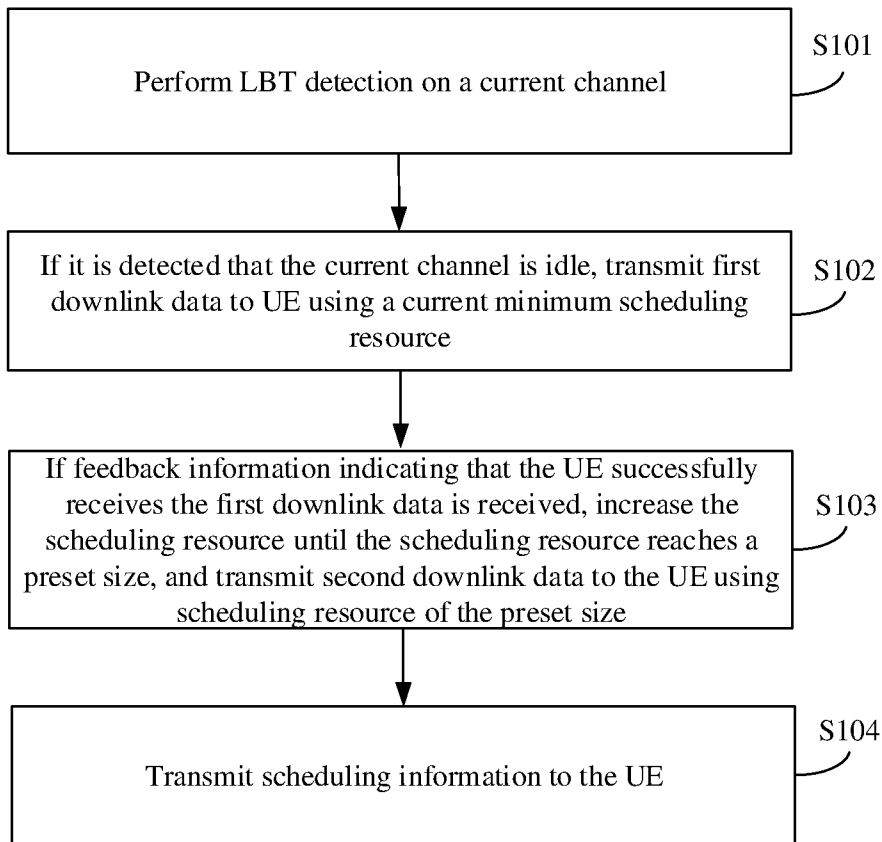 S101
Perform LBT detection on a current channel
If it is detected that the current channel is idle, transmit first
downlink data to UE using a current minimum scheduling
resource
S102
If feedback information indicating that the UE successfully
receives the first downlink data is received, increase the
scheduling resource until the scheduling resource reaches a
preset size, and transmit second downlink data to the UE using
scheduling resource of the preset size
S103
S104
Transmit scheduling information to the UE